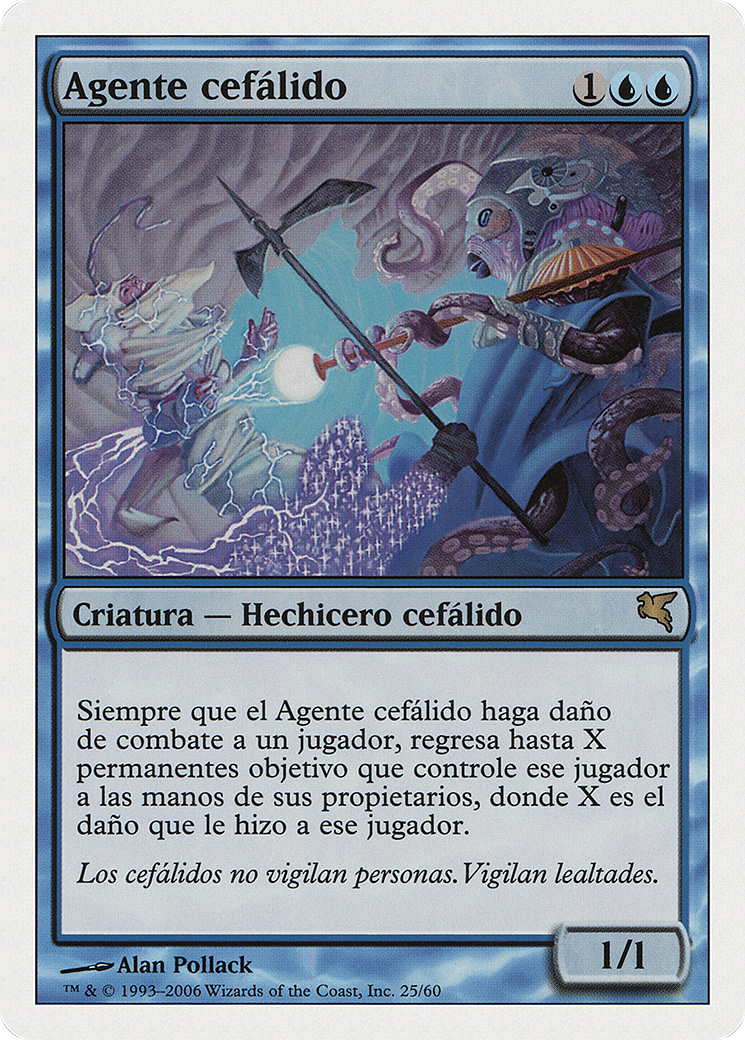 Agente cefálido 1
Criatura — Hechicero cefálido
Siempre que el Agente cefálido haga daño
de combate a un jugador, regresa hasta X
permanentes objetivo que controle ese jugador
a las manos de sus propietarios, donde X es el
daño que le hizo a ese jugador.
Los cefálidos no vigilan personas. Vigilan lealtades.
1/1
Alan Pollack
™ & © 1993–2006 Wizards of the Coast, Inc. 25/60